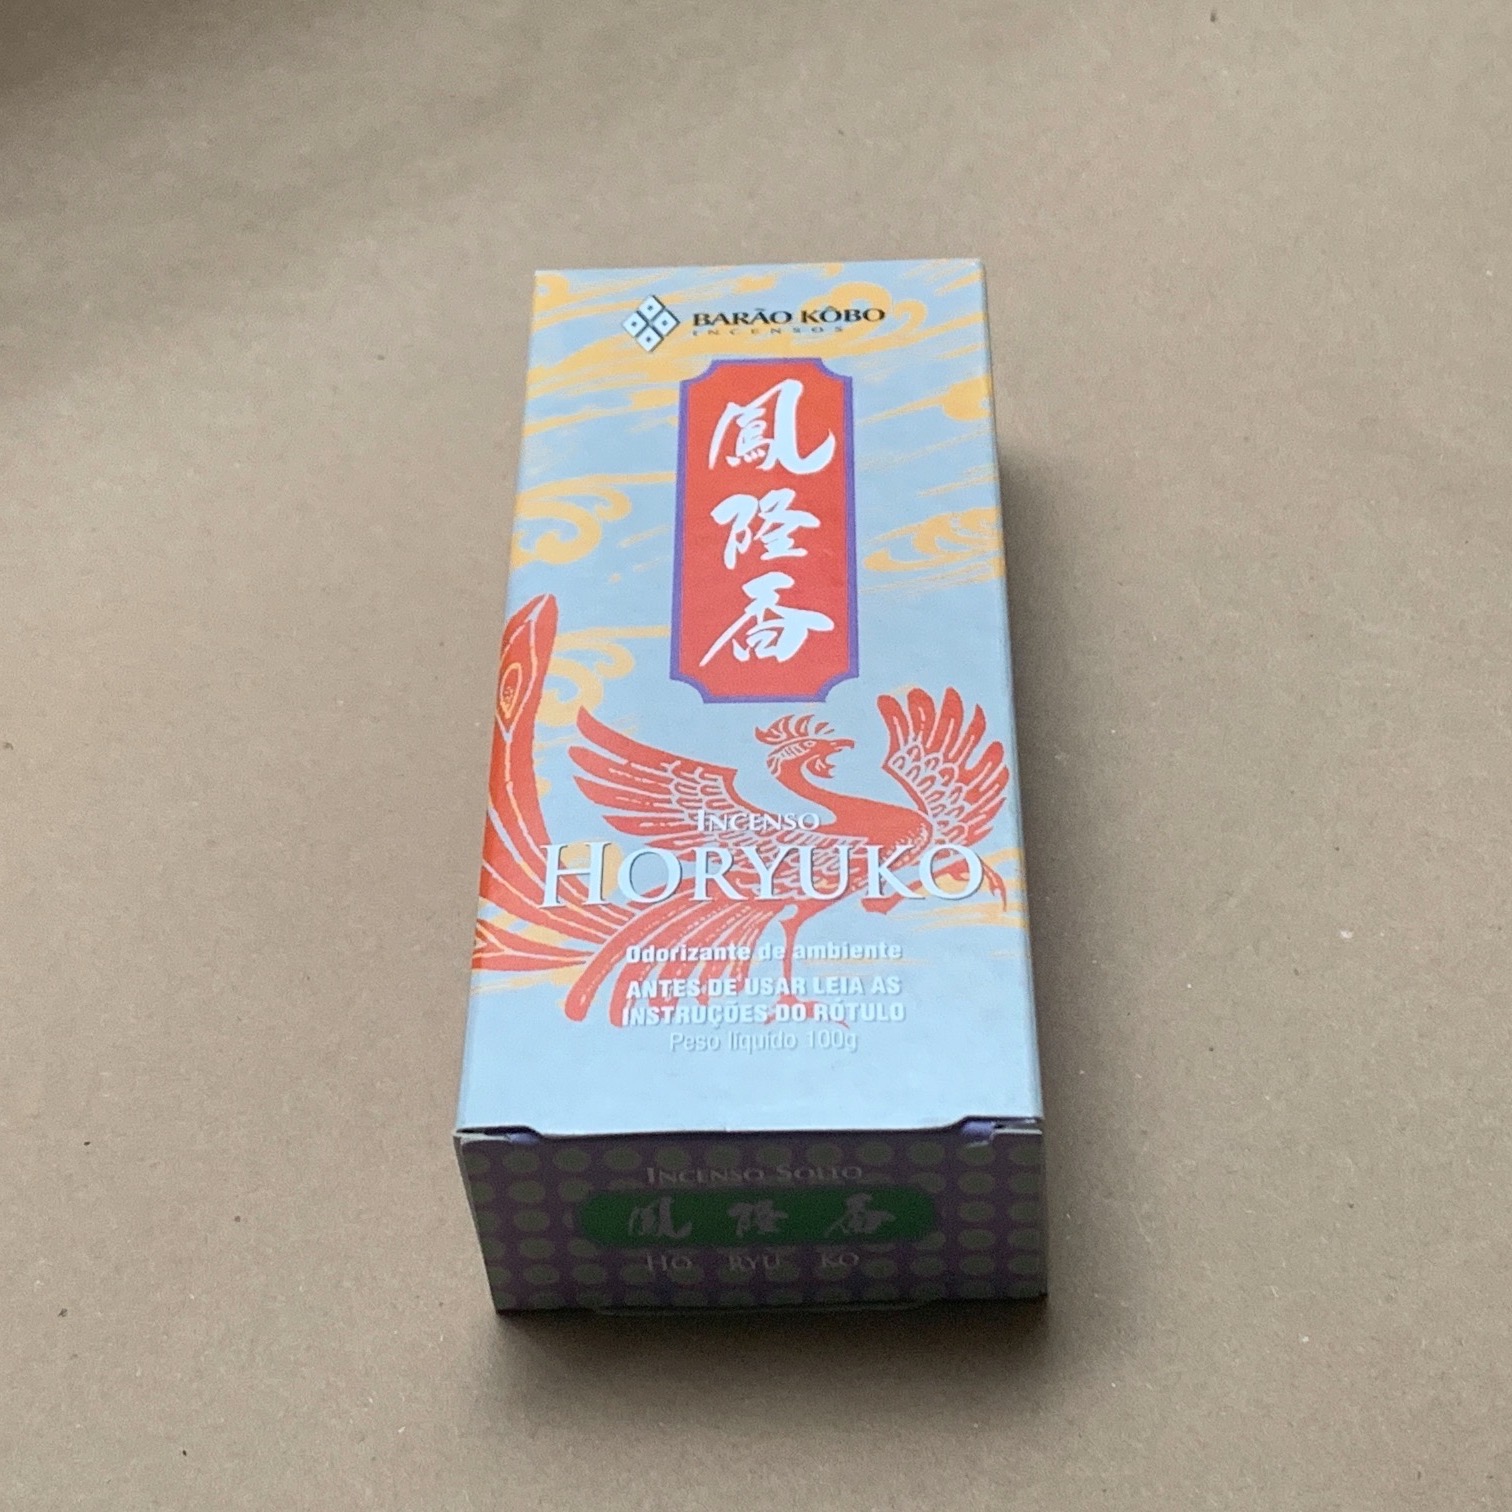 BARÃO KÔBO
INCENSOS
鳳隆香
INCENSO
HORYUKO
Odorizante de ambiente
ANTES DE USAR LEIA AS
INSTRUÇÕES DO RÓTULO
Peso líquido 100g
INCENSO SOLTO
鳳 隆 香
HO RYU KO